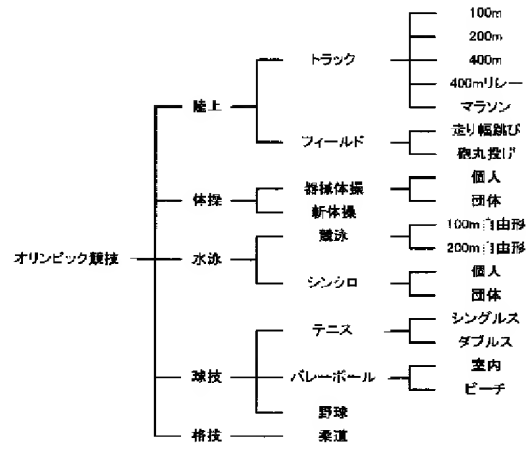 オリンピック競技
陸上
トラック
100m
200m
400m
400mリレー
マラソン
フィールド
走り幅跳び
砲丸投げ
体操
器械体操
個人
団体
新体操
水泳
競泳
100m自由形
200m自由形
シンクロ
個人
団体
球技
テニス
シングルス
ダブルス
バレーボール
室内
ビーチ
野球
格技
柔道